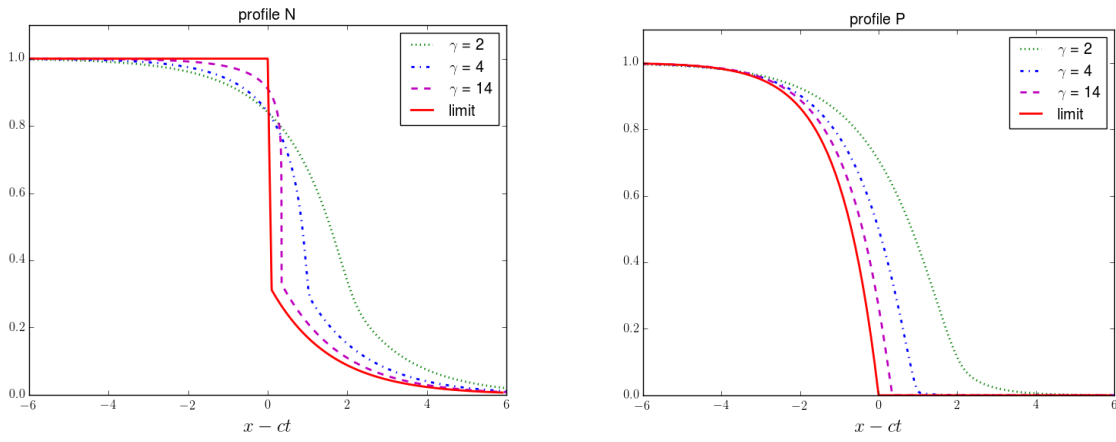 profile N
1.0
0.8
0.6
0.4
0.2
0.0
−6 −4 −2 0 2 4 6
x − ct
γ = 2
γ = 4
γ = 14
limit
profile P
1.0
0.8
0.6
0.4
0.2
0.0
−6 −4 −2 0 2 4 6
x − ct
γ = 2
γ = 4
γ = 14
limit